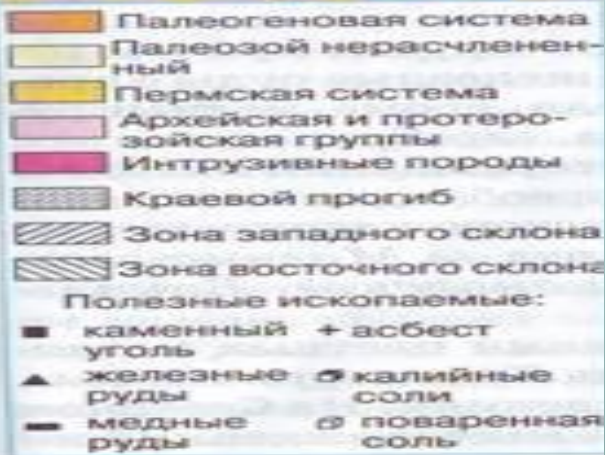 Палеогеновая система
Палеозой нерасчленен-
ный
Пермская система
Архейская и протеро-
зойская группы
Интрузивные породы
Краевой прогиб
Зона западного склона
Зона восточного склона
Полезные ископаемые:
каменный + асбест
уголь
железные калийные
руды соли
медные поваренная
руды соль